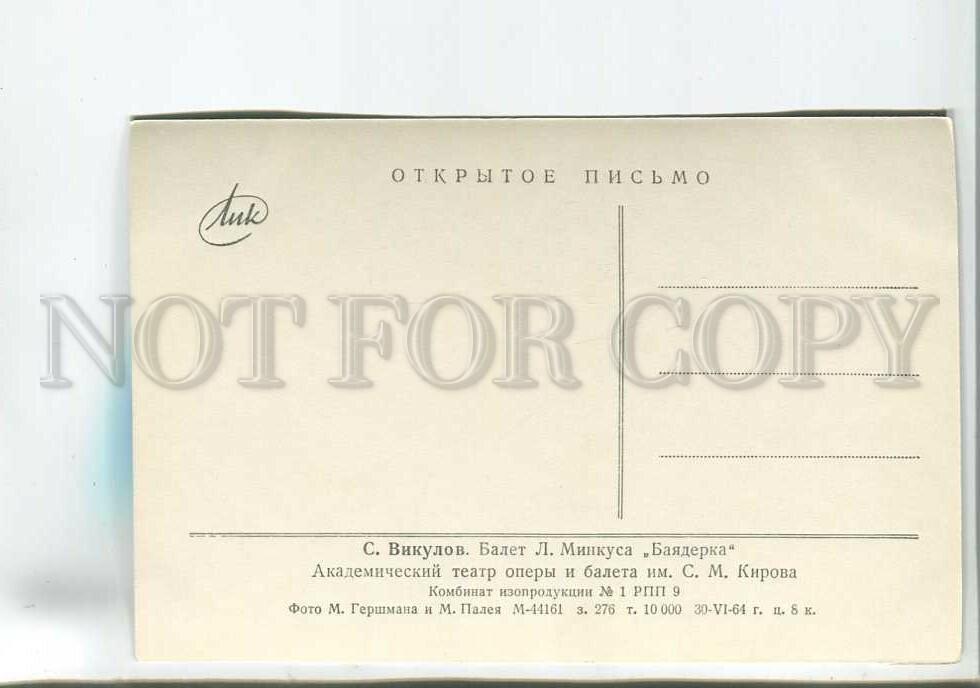 ОТКРЫТОЕ ПИСЬМО
Лик
NOT FOR COPY
С. Викулов. Балет Л. Минкуса „Баядерка“
Академический театр оперы и балета им. С. М. Кирова
Комбинат изопродукции № 1 РПП 9
Фото М. Гершмана и М. Палея М-44161 з. 276 т. 10 000 30-VI-64 г. ц. 8 к.